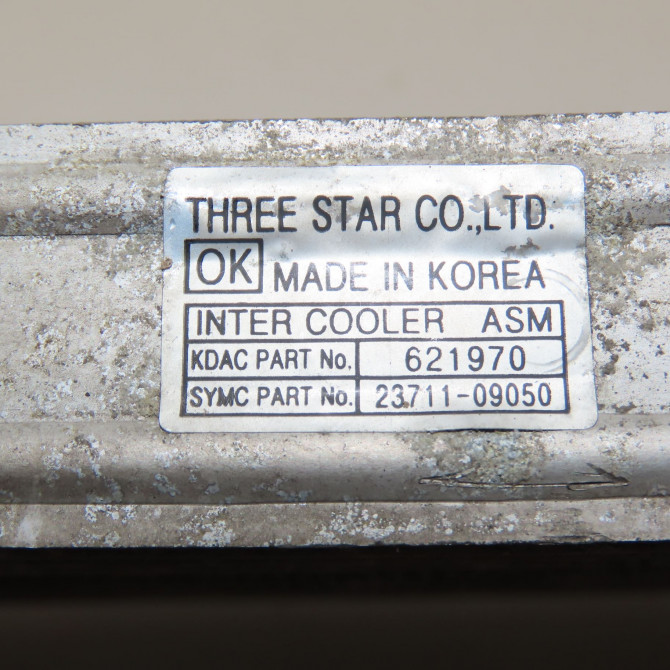 THREE STAR CO.,LTD.
OK MADE IN KOREA
INTER COOLER ASM
KDAC PART No. 621970
SYMC PART No. 23711-09050